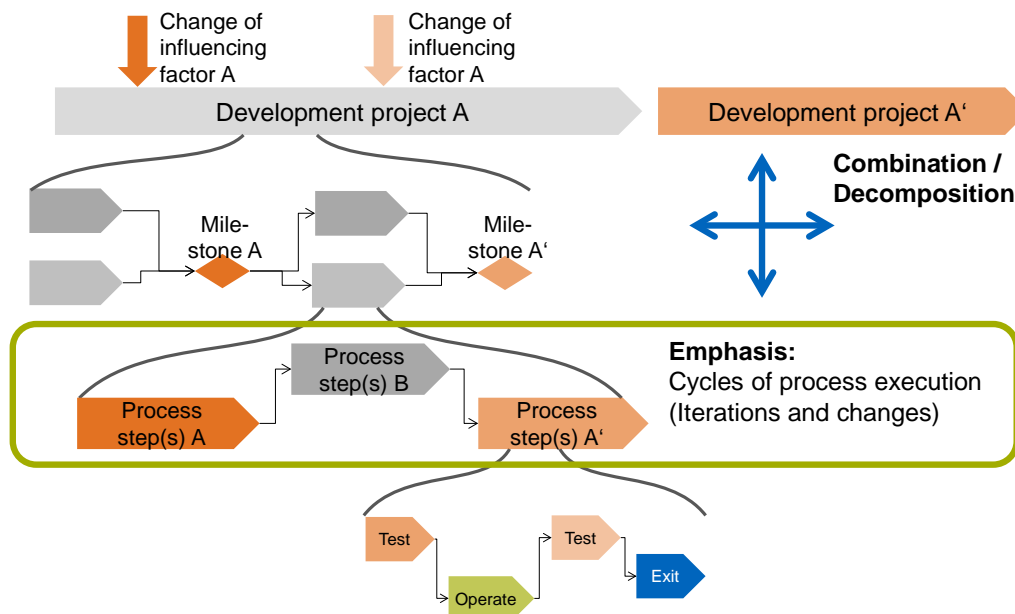 Change of
influencing
factor A
Change of
influencing
factor A
Development project A
Development project A‘
Combination /
Decomposition
Mile-
stone A
Mile-
stone A‘
Emphasis:
Cycles of process execution
(Iterations and changes)
Process
step(s) B
Process
step(s) A
Process
step(s) A‘
Test
Operate
Test
Exit